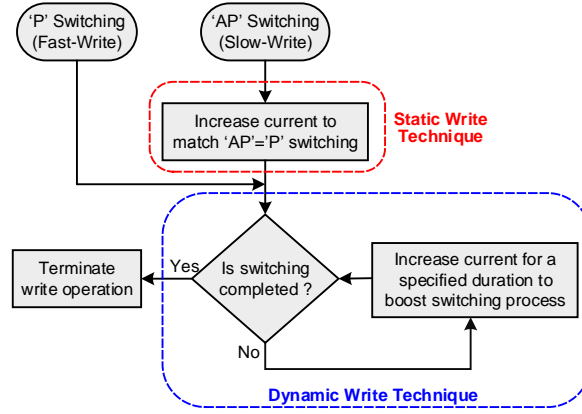 'P' Switching
(Fast-Write)
'AP' Switching
(Slow-Write)
Increase current to
match 'AP'='P' switching
Static Write
Technique
Terminate
write operation
Yes
Is switching
completed ?
No
Increase current for a
specified duration to
boost switching process
Dynamic Write Technique